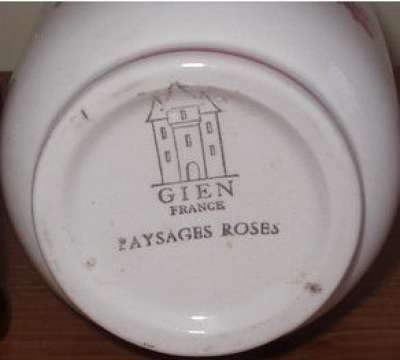 GIEN
FRANCE
PAYSAGES ROSES